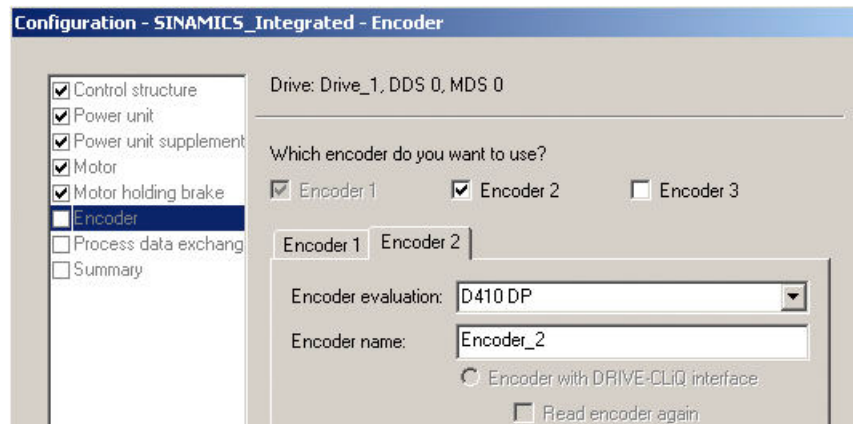 Configuration - SINAMICS_Integrated - Encoder
Control structure
Power unit
Power unit supplement
Motor
Motor holding brake
Encoder
Process data exchang
Summary
Drive: Drive_1, DDS 0, MDS 0
Which encoder do you want to use?
Encoder 1 Encoder 2 Encoder 3
Encoder 1 Encoder 2
Encoder evaluation: D410 DP
Encoder name: Encoder_2
Encoder with DRIVE-CLiQ interface
Read encoder again